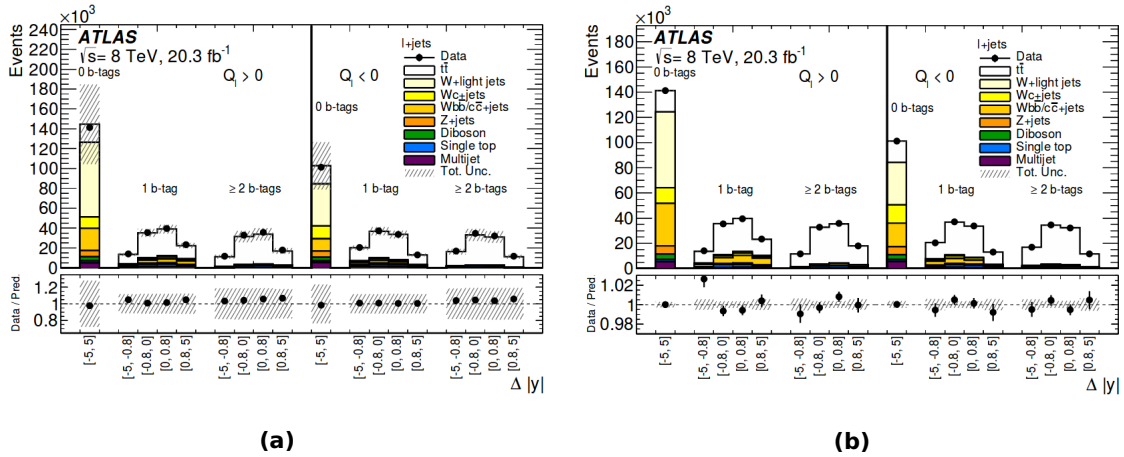 ×10³
Events
240
220
200
180
160
140
120
100
80
60
40
20
0
ATLAS
√s= 8 TeV, 20.3 fb⁻¹
0 b-tags
Q_l > 0
Q_l < 0
0 b-tags
1 b-tag
≥ 2 b-tags
1 b-tag
≥ 2 b-tags
l+jets
Data
tt̄
W+light jets
Wc+jets
Wbb̄/cc̄+jets
Z+jets
Diboson
Single top
Multijet
Tot. Unc.
Data / Pred.
1.2
1
0.8
[-5, 5]
[-5, -0.8]
[-0.8, 0]
[0, 0.8]
[0.8, 5]
[-5, -0.8]
[-0.8, 0]
[0, 0.8]
[0.8, 5]
[-5, 5]
[-5, -0.8]
[-0.8, 0]
[0, 0.8]
[0.8, 5]
[-5, -0.8]
[-0.8, 0]
[0, 0.8]
[0.8, 5]
Δ |y|
(a)
×10³
Events
180
160
140
120
100
80
60
40
20
0
ATLAS
√s= 8 TeV, 20.3 fb⁻¹
0 b-tags
Q_l > 0
Q_l < 0
0 b-tags
1 b-tag
≥ 2 b-tags
1 b-tag
≥ 2 b-tags
l+jets
Data
tt̄
W+light jets
Wc+jets
Wbb̄/cc̄+jets
Z+jets
Diboson
Single top
Multijet
Tot. Unc.
Data / Pred.
1.02
1
0.98
[-5, 5]
[-5, -0.8]
[-0.8, 0]
[0, 0.8]
[0.8, 5]
[-5, -0.8]
[-0.8, 0]
[0, 0.8]
[0.8, 5]
[-5, 5]
[-5, -0.8]
[-0.8, 0]
[0, 0.8]
[0.8, 5]
[-5, -0.8]
[-0.8, 0]
[0, 0.8]
[0.8, 5]
Δ |y|
(b)